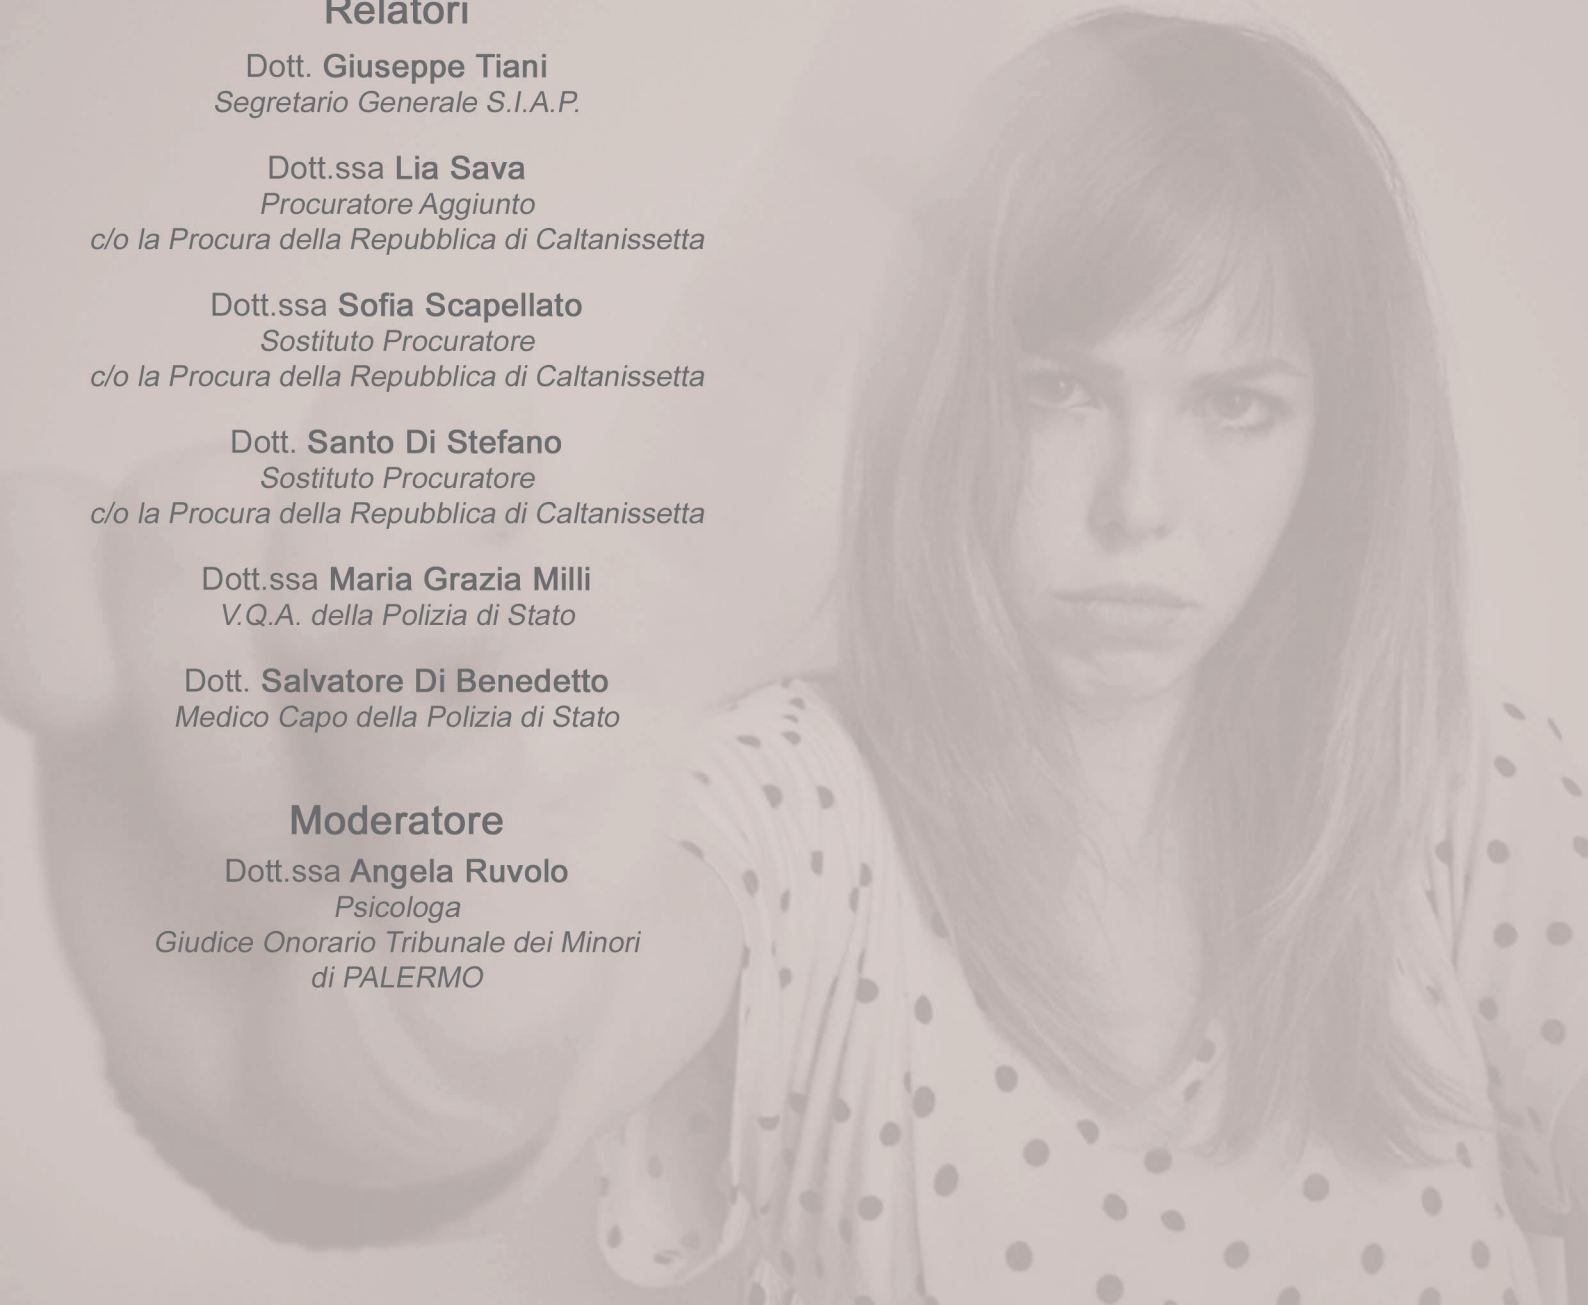 Relatori
Dott. Giuseppe Tiani
Segretario Generale S.I.A.P.
Dott.ssa Lia Sava
Procuratore Aggiunto
c/o la Procura della Repubblica di Caltanissetta
Dott.ssa Sofia Scapellato
Sostituto Procuratore
c/o la Procura della Repubblica di Caltanissetta
Dott. Santo Di Stefano
Sostituto Procuratore
c/o la Procura della Repubblica di Caltanissetta
Dott.ssa Maria Grazia Milli
V.Q.A. della Polizia di Stato
Dott. Salvatore Di Benedetto
Medico Capo della Polizia di Stato
Moderatore
Dott.ssa Angela Ruvolo
Psicologa
Giudice Onorario Tribunale dei Minori
di PALERMO